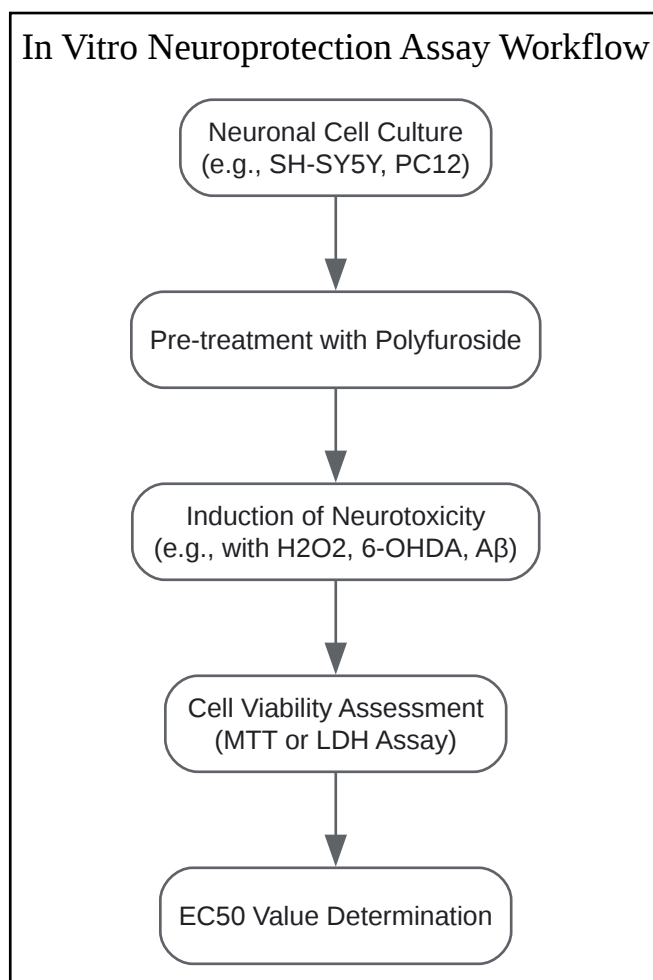 In Vitro Neuroprotection Assay Workflow
Neuronal Cell Culture
(e.g., SH-SY5Y, PC12)
Pre-treatment with Polyfuroside
Induction of Neurotoxicity
(e.g., with H2O2, 6-OHDA, Aβ)
Cell Viability Assessment
(MTT or LDH Assay)
EC50 Value Determination